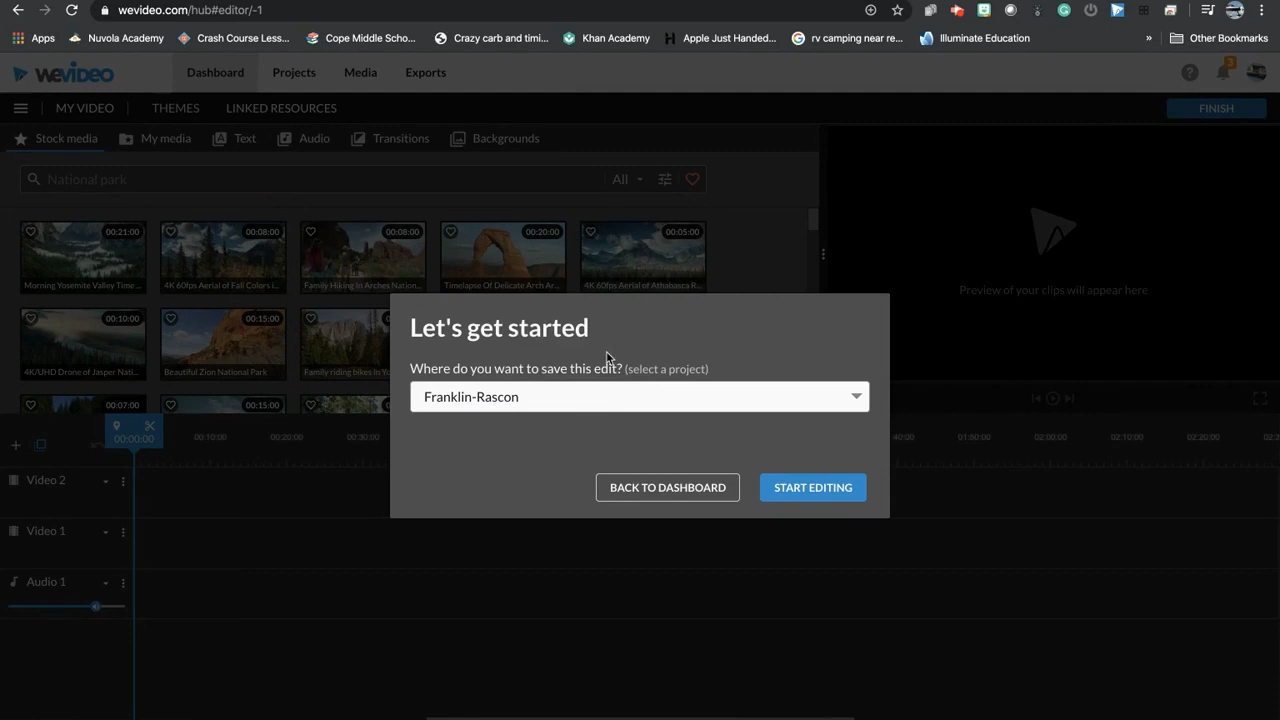 wevideo.com/hub#editor/-1
Apps
Nuvola Academy
Crash Course Less...
Cope Middle Scho...
Crazy carb and timi...
Khan Academy
Apple Just Handed...
rv camping near re...
Illuminate Education
»
Other Bookmarks
WEVIDEO
Dashboard
Projects
Media
Exports
?
3
MY VIDEO
THEMES
LINKED RESOURCES
FINISH
Stock media
My media
Text
Audio
Transitions
Backgrounds
National park
All
00:21:00
00:08:00
00:08:00
00:20:00
00:05:00
Morning Yosemite Valley Time ...
4K 60fps Aerial of Fall Colors i...
Family Hiking In Arches Nation...
Timelapse Of Delicate Arch Ar...
4K 60fps Aerial of Athabasca R...
Preview of your clips will appear here
00:10:00
00:15:00
4K/UHD Drone of Jasper Nati...
Beautiful Zion National Park
Family riding bikes in Yo
00:07:00
00:15:00
Let's get started
Where do you want to save this edit? (select a project)
Franklin-Rascon
BACK TO DASHBOARD
START EDITING
00:00:00
00:10:00
00:20:00
00:30:00
40:00
01:50:00
02:00:00
02:10:00
02:20:00
02:
Video 2
Video 1
Audio 1